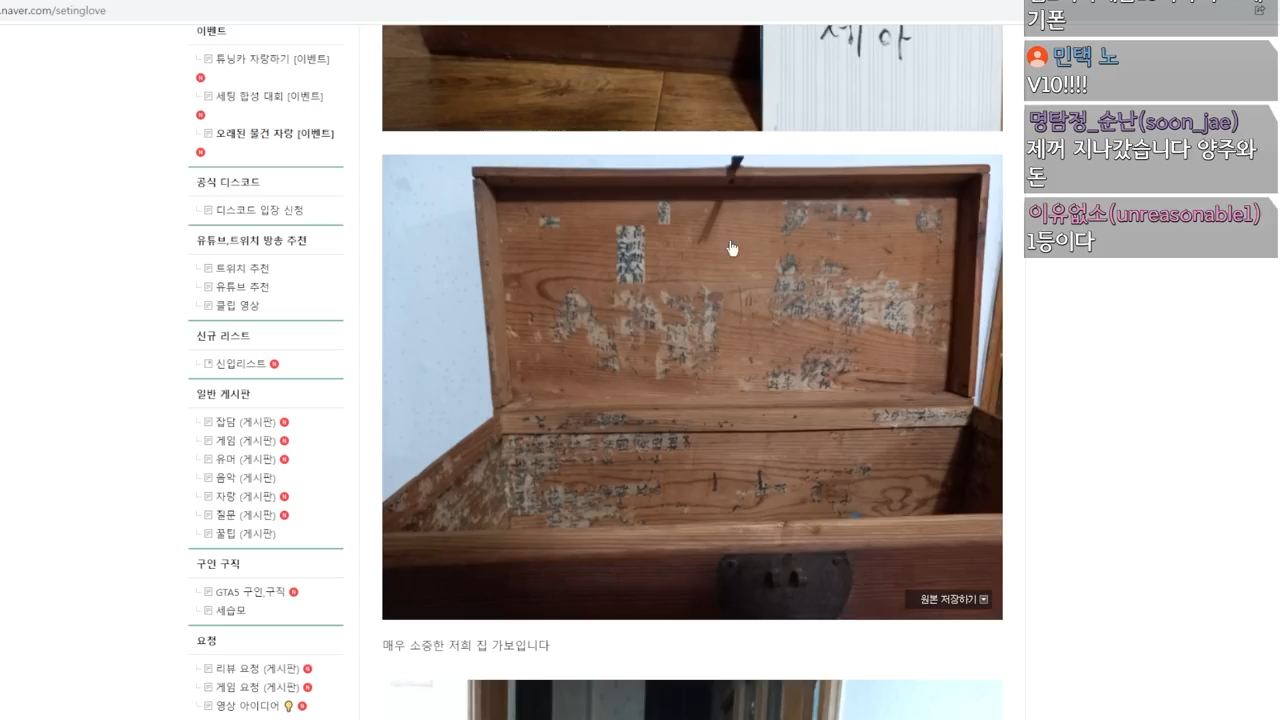 .naver.com/setinglove
이벤트
튜닝카 자랑하기 [이벤트]
N
세팅 합성 대회 [이벤트]
N
오래된 물건 자랑 [이벤트]
N
공식 디스코드
디스코드 입장 신청
유튜브,트위치 방송 추천
트위치 추천
유튜브 추천
클립 영상
신규 리스트
신입리스트 N
일반 게시판
잡담 (게시판) N
게임 (게시판) N
유머 (게시판) N
음악 (게시판)
자랑 (게시판) N
질문 (게시판) N
꿀팁 (게시판)
구인 구직
GTA5 구인,구직 N
세습모
요청
리뷰 요청 (게시판) N
게임 요청 (게시판) N
영상 아이디어 N
세아
원본 저장하기
매우 소중한 저희 집 가보입니다
기폰
민택 노
V10!!!!
명탐정_순난(soon_jae)
제꺼 지나갔습니다 양주와
돈
이유없소(unreasonable1)
1등이다